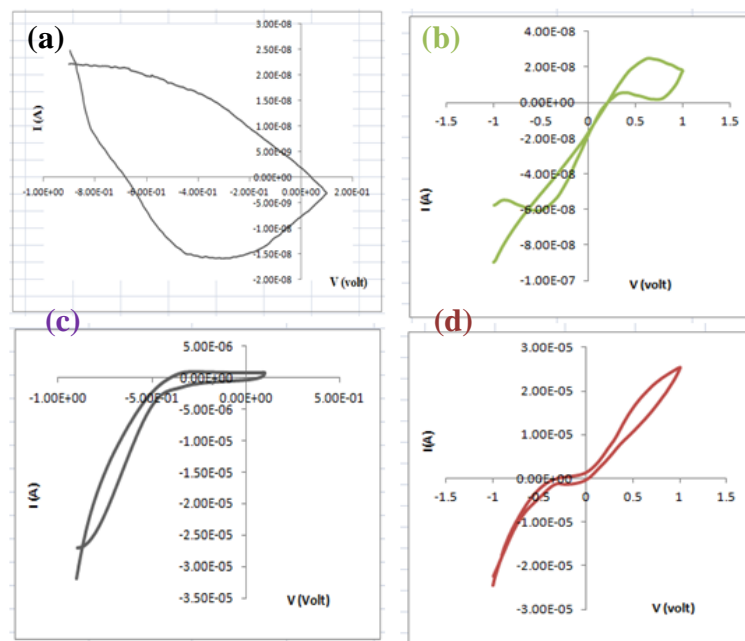 (a)
3.00E-08
2.50E-08
2.00E-08
1.50E-08
1.00E-08
5.00E-09
0.00E+00
-1.00E+00 -8.00E-01 -6.00E-01 -4.00E-01 -2.00E-01 0.00E+00 2.00E-01
-5.00E-09
-1.00E-08
-1.50E-08
-2.00E-08
I (A)
V (volt)
(b)
4.00E-08
2.00E-08
0.00E+00
-1.5 -1 -0.5 0 0.5 1 1.5
-2.00E-08
-4.00E-08
-6.00E-08
-8.00E-08
-1.00E-07
I (A)
V (volt)
(c)
5.00E-06
0.00E+00
-1.00E+00 -5.00E-01 0.00E+00 5.00E-01
-5.00E-06
-1.00E-05
-1.50E-05
-2.00E-05
-2.50E-05
-3.00E-05
-3.50E-05
I (A)
V (Volt)
(d)
3.00E-05
2.00E-05
1.00E-05
0.00E+00
-1.5 -1 -0.5 0 0.5 1 1.5
-1.00E-05
-2.00E-05
-3.00E-05
I(A)
V (volt)